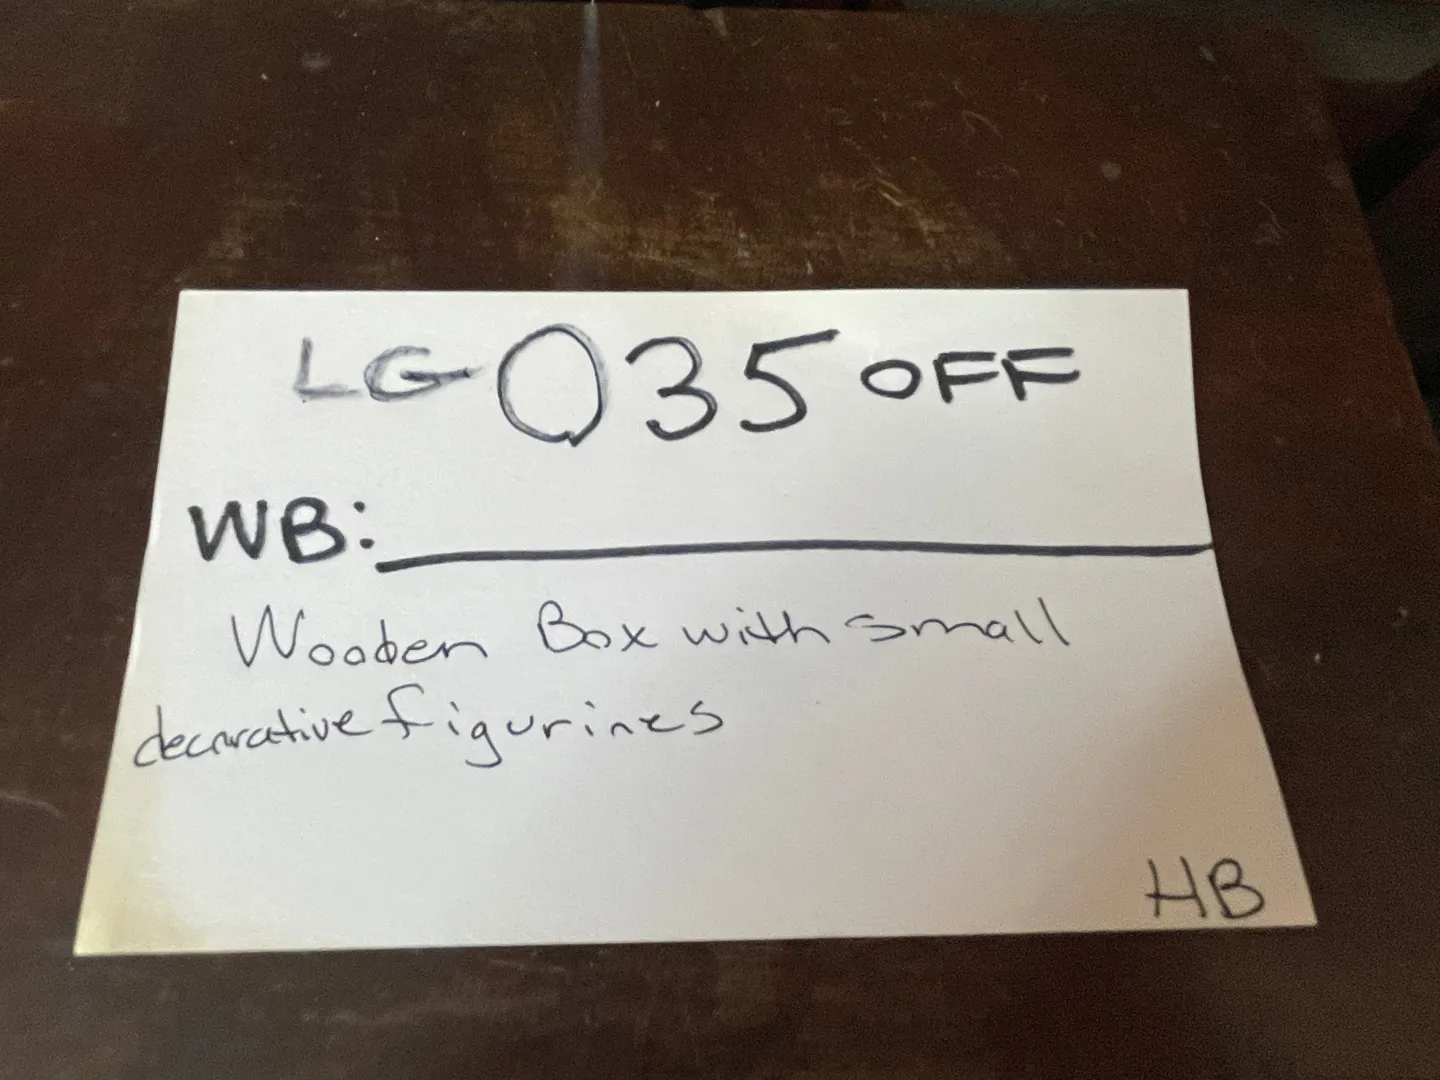 LG 035 OFF
WB:
Wooden Box with small
decorative figurines
HB